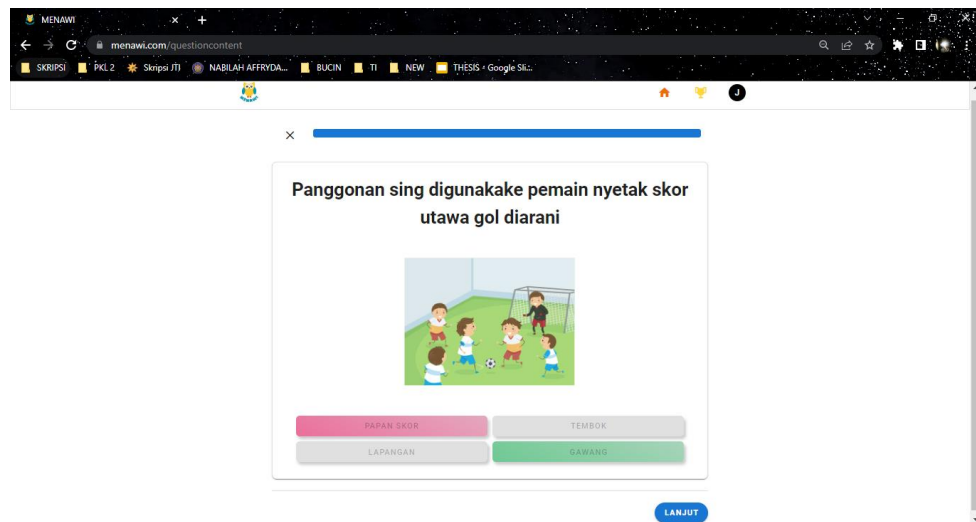 MENAWI
menawi.com/questioncontent
SKRIPSI PKL 2 Skripsi JTI NABILAH AFFRYDA... BUCIN TI NEW THESIS - Google Sli...
J
Panggonan sing digunakake pemain nyetak skor
utawa gol diarani
PAPAN SKOR TEMBOK
LAPANGAN GAWANG
LANJUT